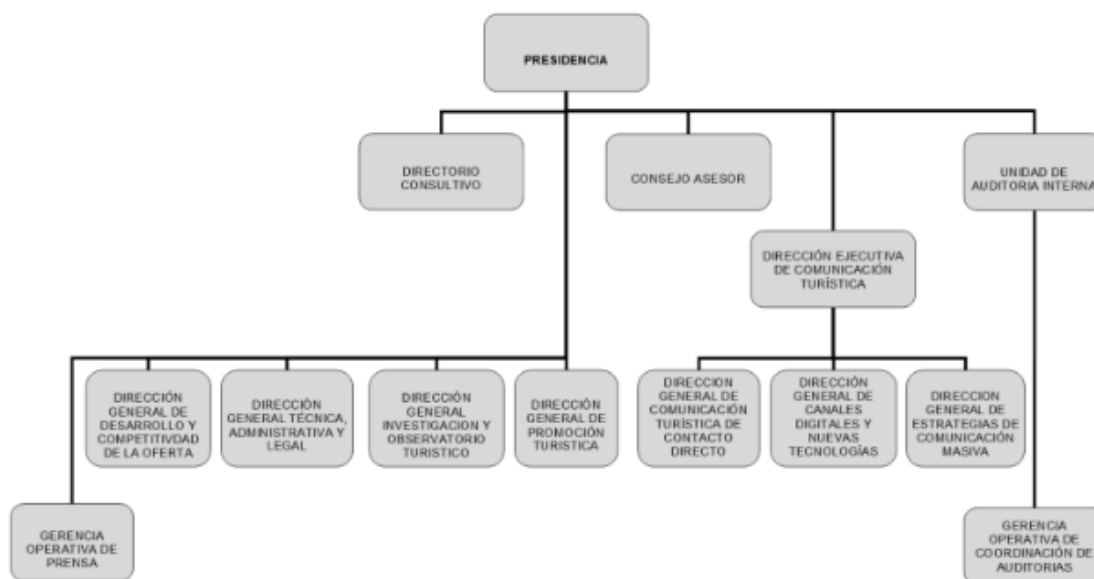 PRESIDENCIA
DIRECTORIO
CONSULTIVO
CONSEJO ASESOR
UNIDAD DE
AUDITORIA INTERNA
DIRECCIÓN EJECUTIVA
DE COMUNICACIÓN
TURÍSTICA
DIRECCIÓN
GENERAL DE
DESARROLLO Y
COMPETITIVDAD
DE LA OFERTA
DIRECCIÓN
GENERAL TÉCNICA,
ADMINISTRATIVA Y
LEGAL
DIRECCIÓN
GENERAL
INVESTIGACION Y
OBSERVATORIO
TURISTICO
DIRECCIÓN
GENERAL DE
PROMOCIÓN
TURISTICA
DIRECCION
GENERAL DE
COMUNICACIÓN
TURÍSTICA DE
CONTACTO
DIRECTO
DIRECCIÓN
GENERAL DE
CANALES
DIGITALES Y
NUEVAS
TECNOLOGÍAS
DIRECCION
GENERAL DE
ESTRATEGIAS DE
COMUNICACIÓN
MASIVA
GERENCIA
OPERATIVA DE
PRENSA
GERENCIA
OPERATIVA DE
COORDINACIÓN DE
AUDITORIAS